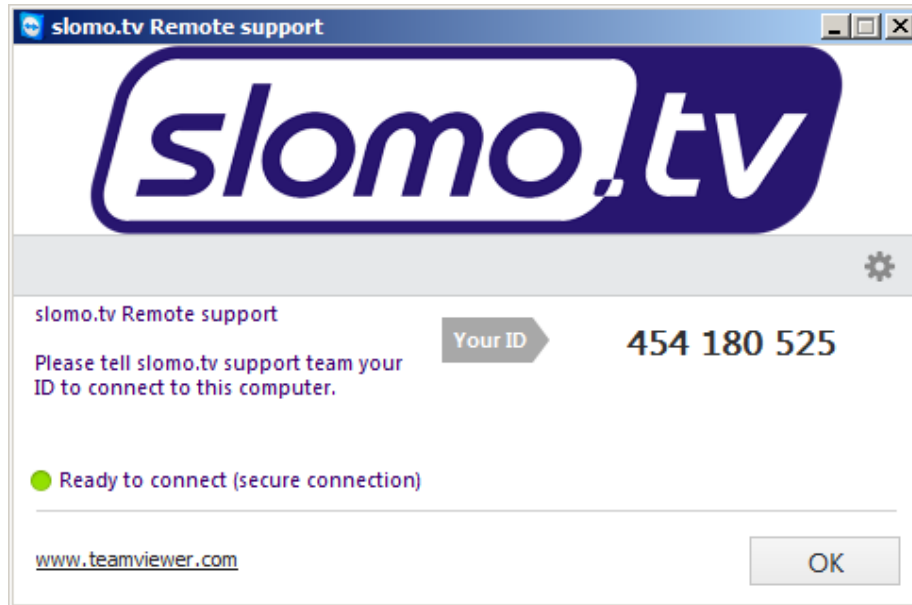 slomo.tv Remote support
slomo.tv
slomo.tv Remote support
Please tell slomo.tv support team your
ID to connect to this computer.
Your ID
454 180 525
Ready to connect (secure connection)
www.teamviewer.com
OK